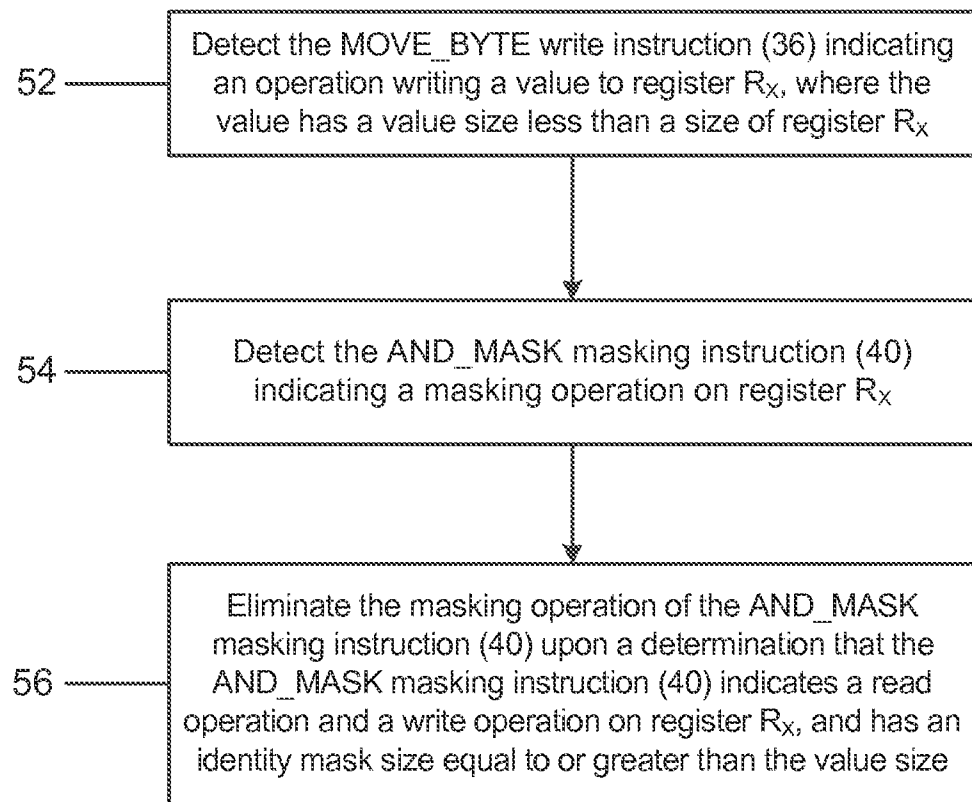 52
Detect the MOVE_BYTE write instruction (36) indicating
an operation writing a value to register RX, where the
value has a value size less than a size of register RX
54
Detect the AND_MASK masking instruction (40)
indicating a masking operation on register RX
56
Eliminate the masking operation of the AND_MASK
masking instruction (40) upon a determination that the
AND_MASK masking instruction (40) indicates a read
operation and a write operation on register RX, and has an
identity mask size equal to or greater than the value size